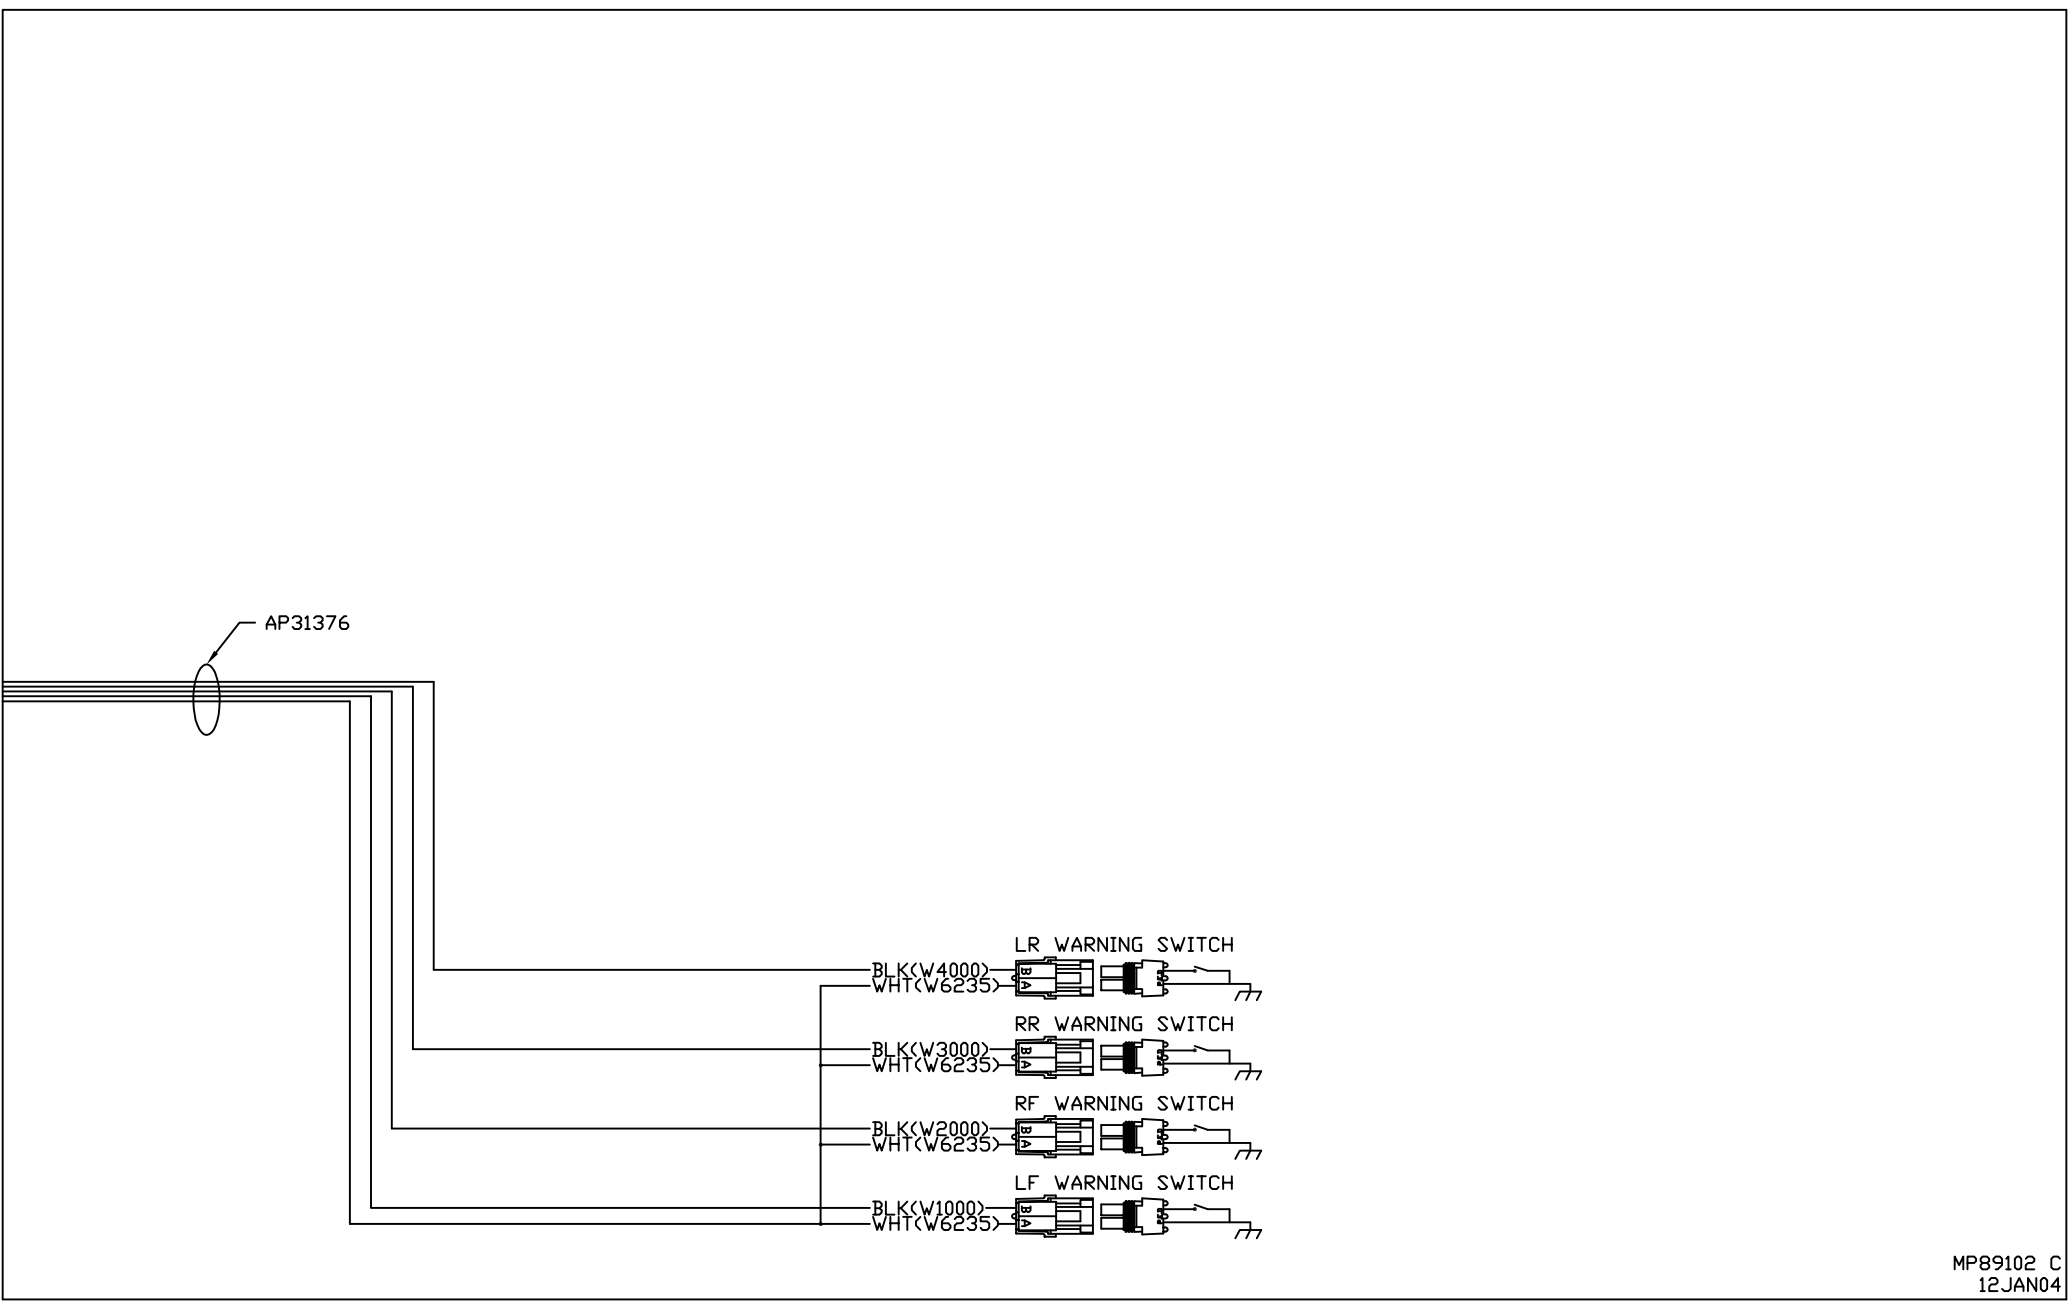 AP31376
LR WARNING SWITCH
BLK(W4000)
B
WHT(W6235)
A
RR WARNING SWITCH
BLK(W3000)
B
WHT(W6235)
A
RF WARNING SWITCH
BLK(W2000)
B
WHT(W6235)
A
LF WARNING SWITCH
BLK(W1000)
B
WHT(W6235)
A
MP89102 C
12JAN04